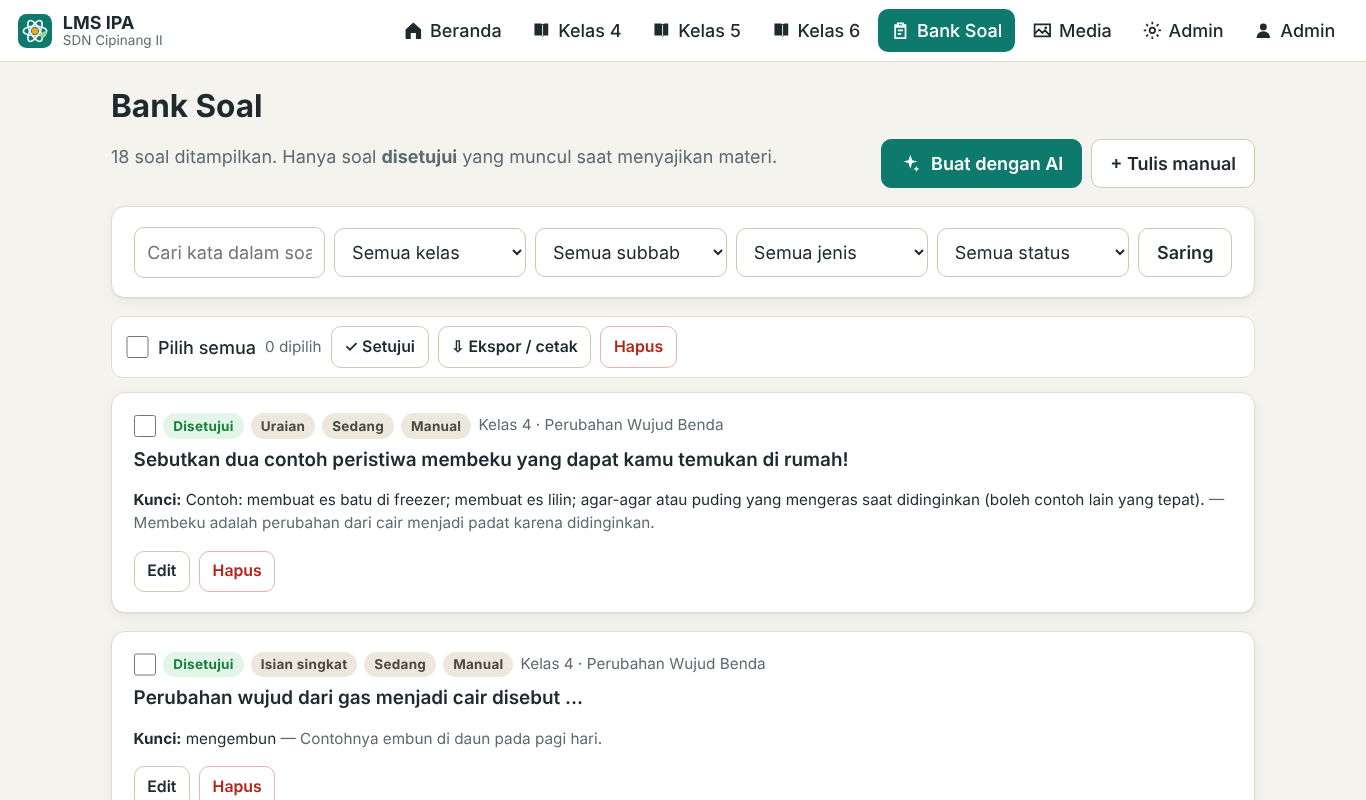 LMS IPA
SDN Cipinang II
Beranda
Kelas 4
Kelas 5
Kelas 6
Bank Soal
Media
Admin
Admin
Bank Soal
18 soal ditampilkan. Hanya soal disetujui yang muncul saat menyajikan materi.
Buat dengan AI
+ Tulis manual
Cari kata dalam soa
Semua kelas
Semua subbab
Semua jenis
Semua status
Saring
Pilih semua
0 dipilih
✓ Setujui
⇩ Ekspor / cetak
Hapus
Disetujui
Uraian
Sedang
Manual
Kelas 4 · Perubahan Wujud Benda
Sebutkan dua contoh peristiwa membeku yang dapat kamu temukan di rumah!
Kunci: Contoh: membuat es batu di freezer; membuat es lilin; agar-agar atau puding yang mengeras saat didinginkan (boleh contoh lain yang tepat). —
Membeku adalah perubahan dari cair menjadi padat karena didinginkan.
Edit
Hapus
Disetujui
Isian singkat
Sedang
Manual
Kelas 4 · Perubahan Wujud Benda
Perubahan wujud dari gas menjadi cair disebut ...
Kunci: mengembun — Contohnya embun di daun pada pagi hari.
Edit
Hapus